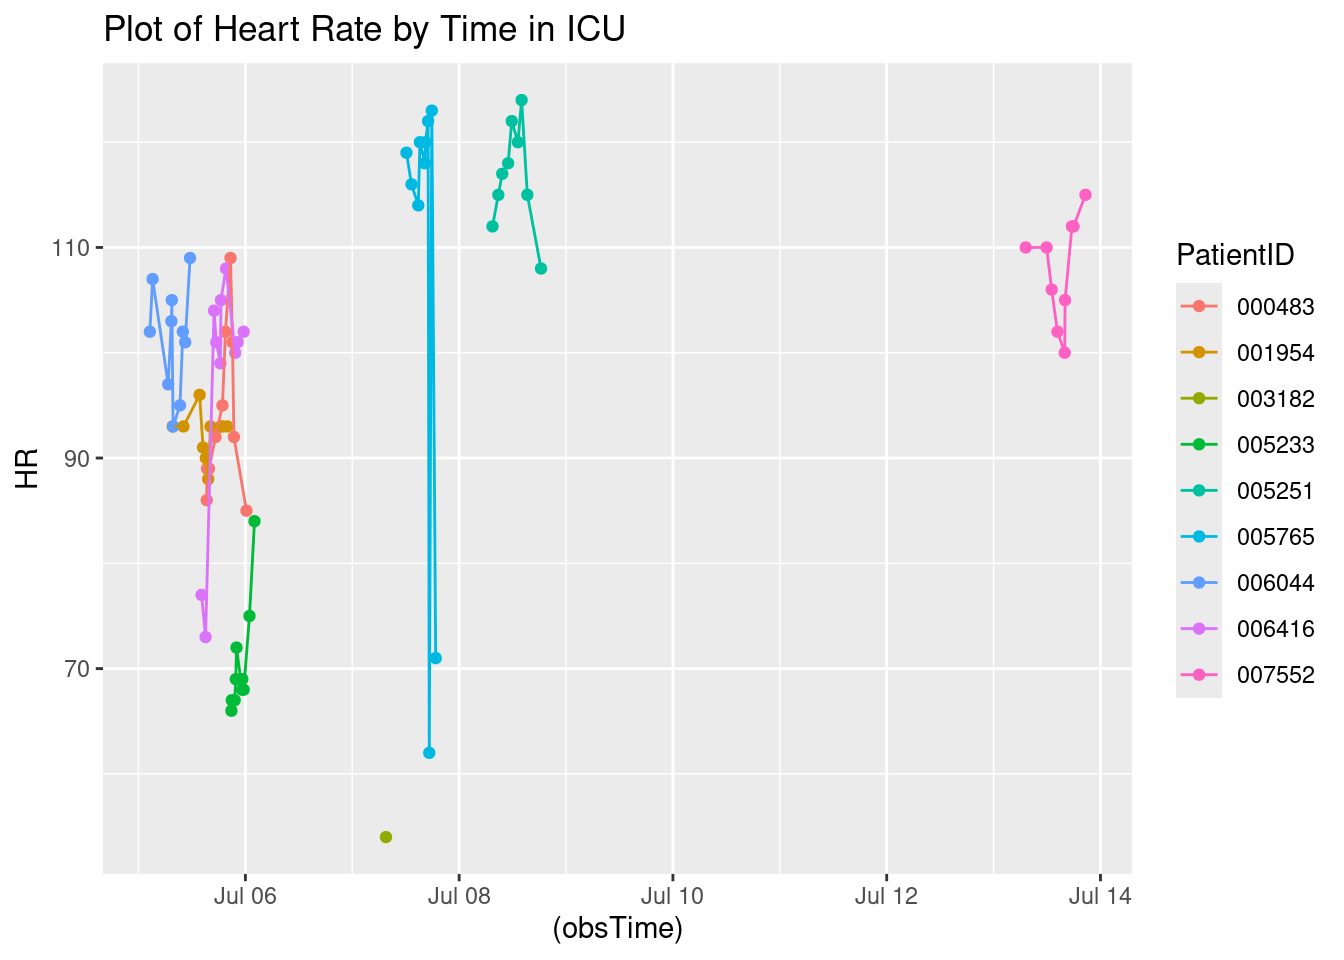 Plot of Heart Rate by Time in ICU
110
90
70
HR
Jul 06
Jul 08
Jul 10
Jul 12
Jul 14
(obsTime)
PatientID
000483
001954
003182
005233
005251
005765
006044
006416
007552